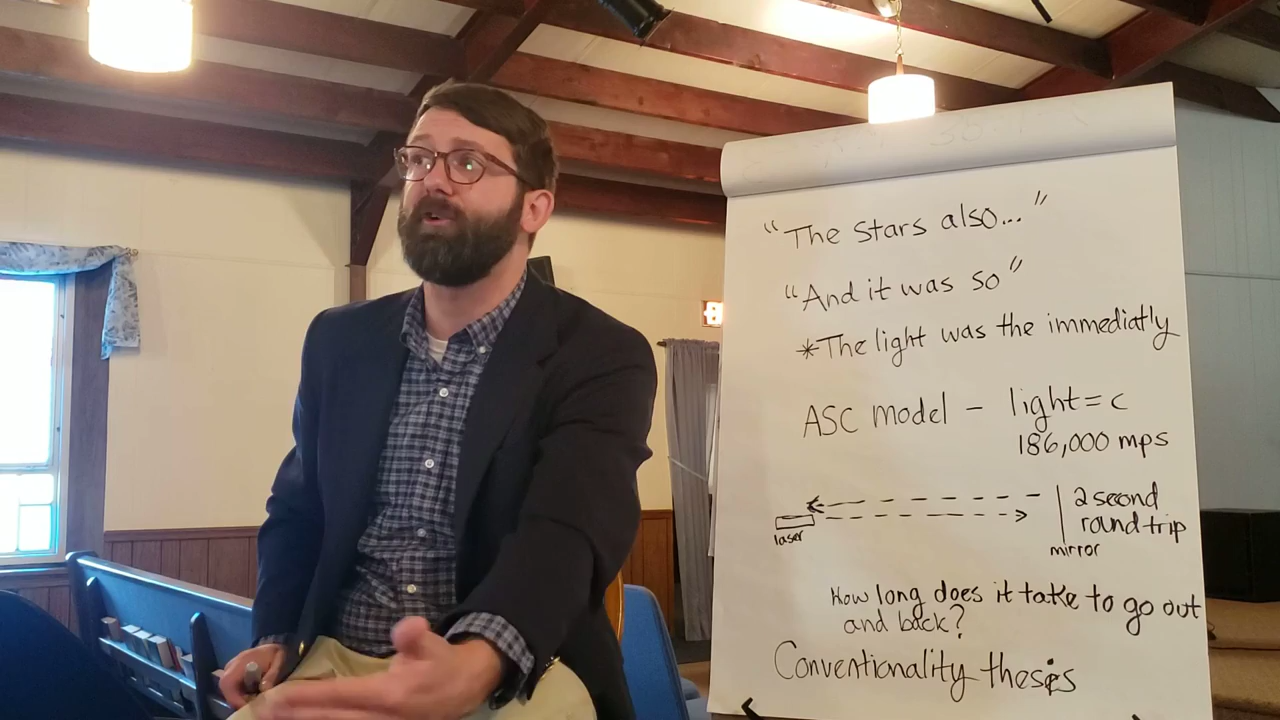 "The stars also..."
"And it was so"
*The light was the immediatly
ASC model - light = c
186,000 mps
2 second
round trip
laser
mirror
How long does it take to go out
and back?
Conventionality thesis